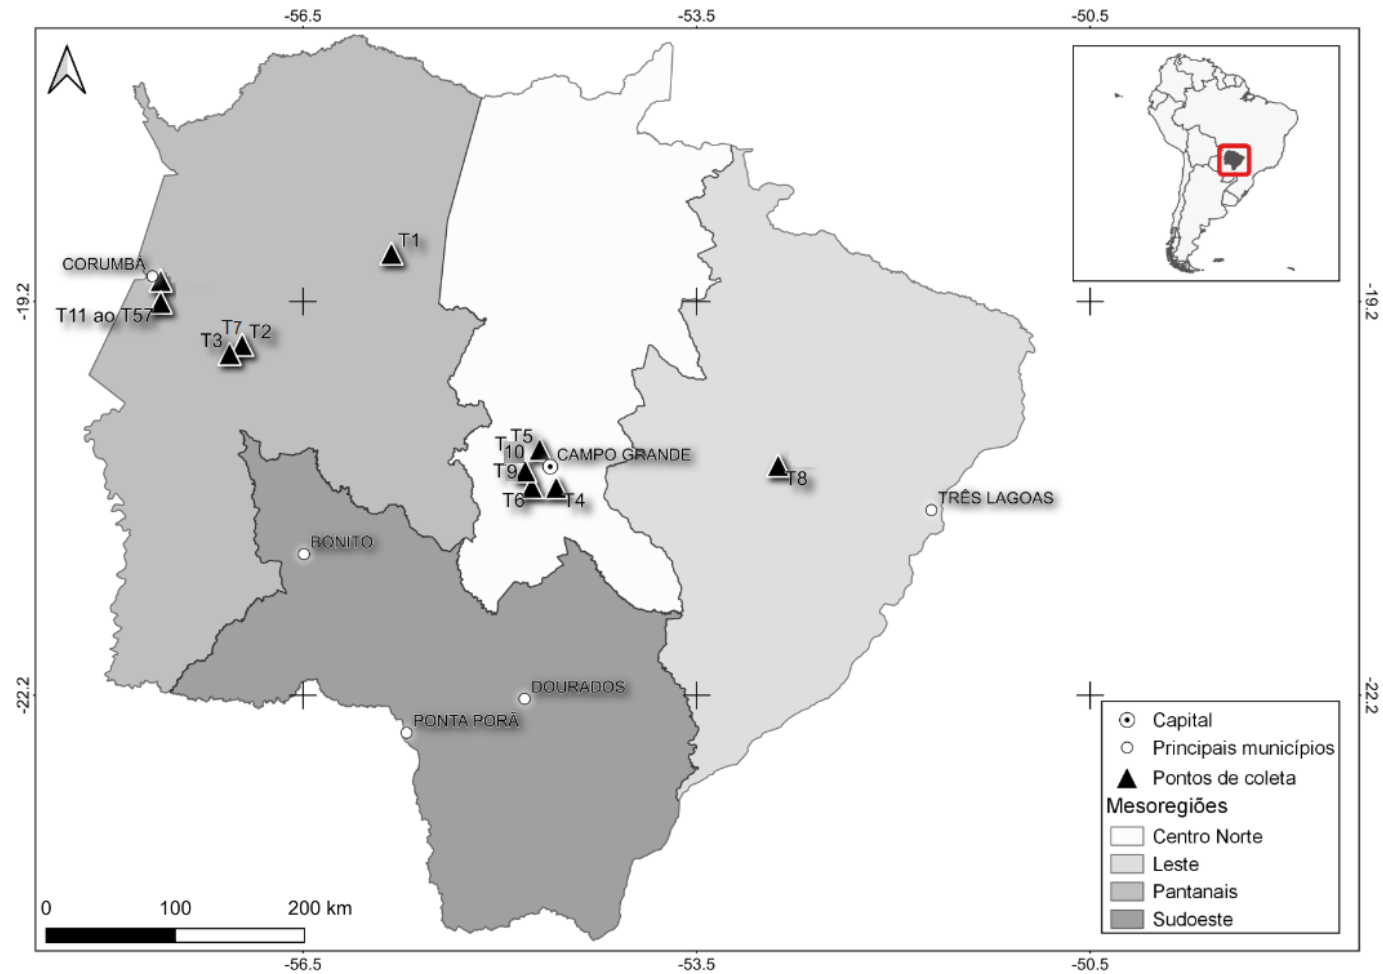 -56.5
-53.5
-50.5
T1
CORUMBÁ
-19.2
-19.2
T11 ao T57
T7
T2
T3
T5
T
10
CAMPO GRANDE
T9
T6
T4
T8
TRÊS LAGOAS
BONITO
DOURADOS
-22.2
-22.2
PONTA PORÃ
Capital
Principais municípios
Pontos de coleta
Mesoregiões
Centro Norte
Leste
Pantanais
Sudoeste
0
100
200 km
-56.5
-53.5
-50.5